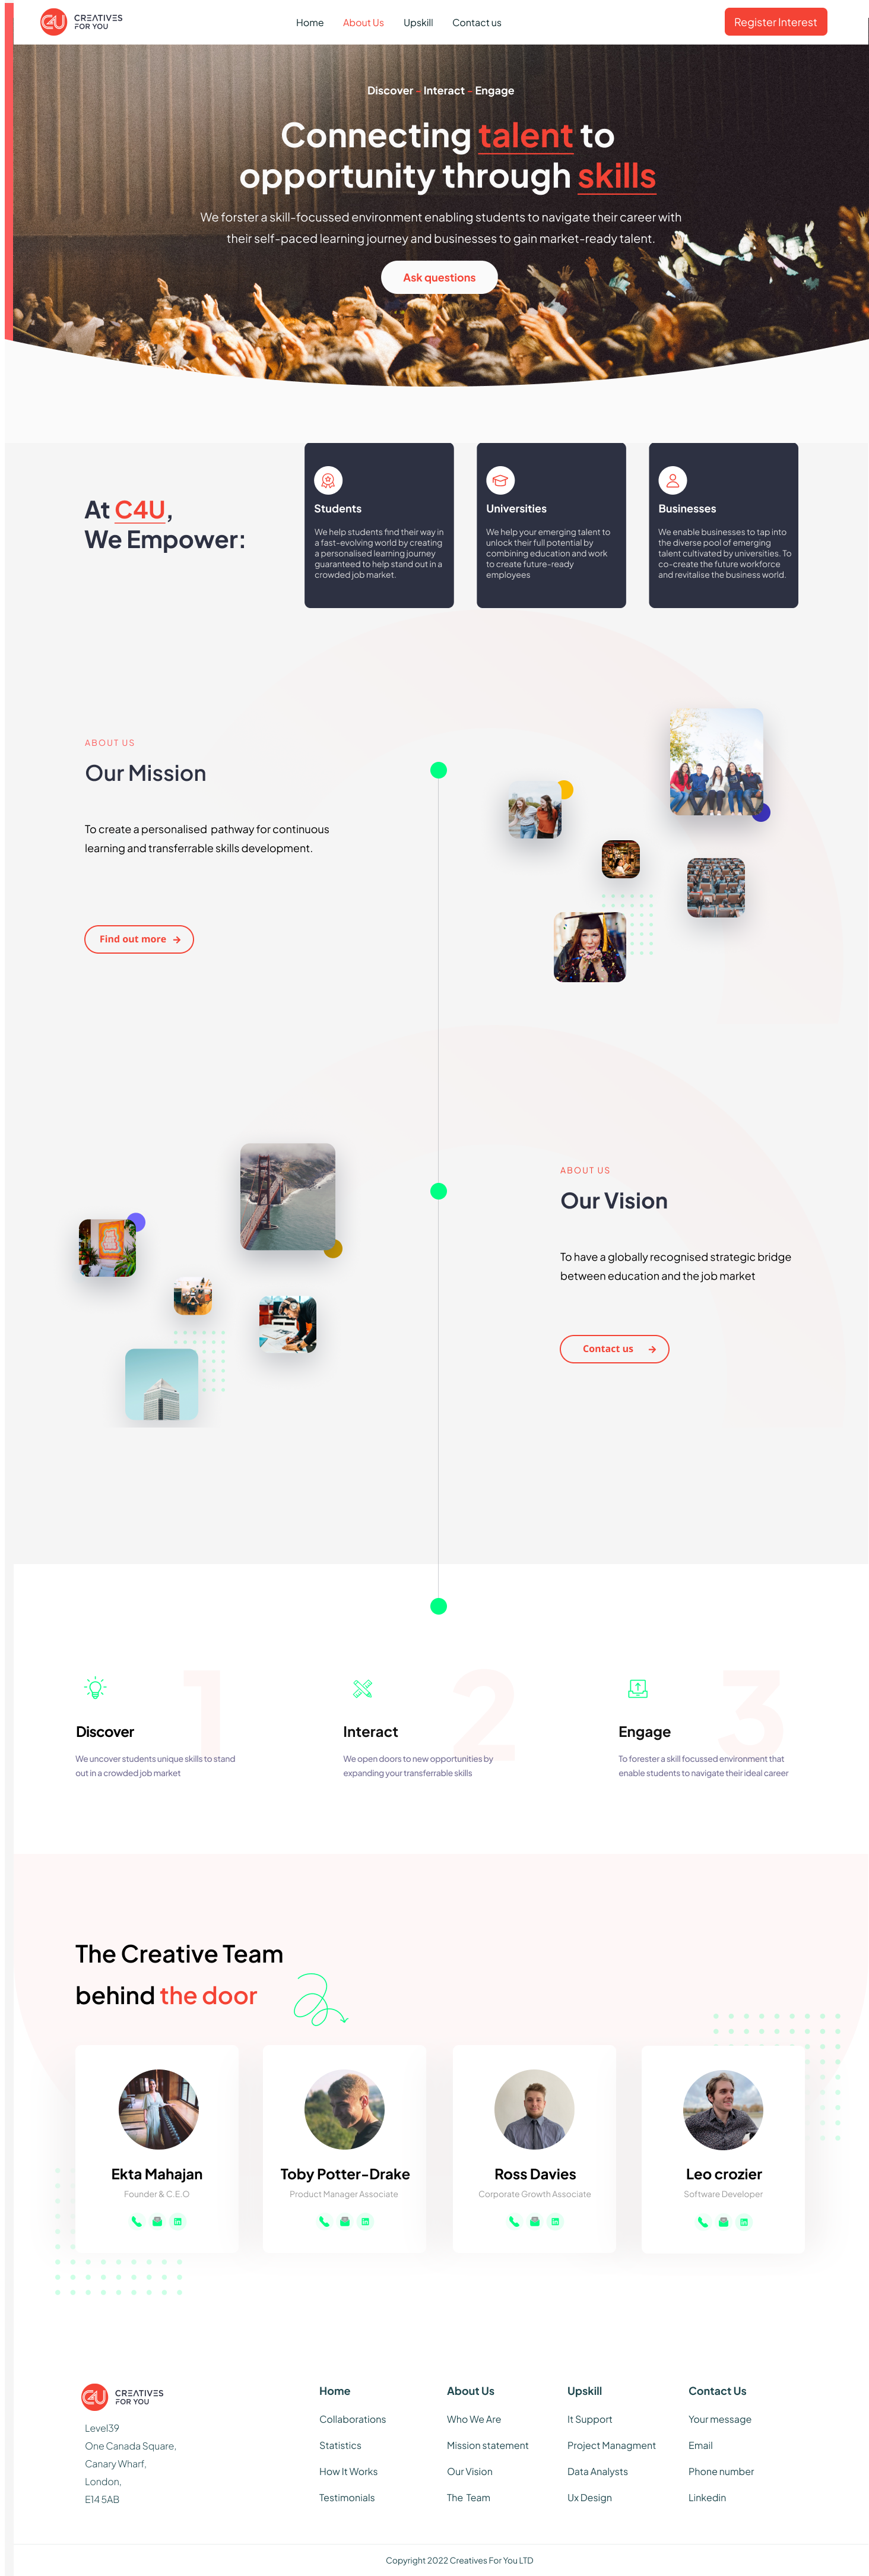 C4U
CREATIVES
FOR YOU
Home
About Us
Upskill
Contact us
Register Interest
Discover - Interact - Engage
Connecting talent to
opportunity through skills
We forster a skill-focussed environment enabling students to navigate their career with
their self-paced learning journey and businesses to gain market-ready talent.
Ask questions
At C4U,
We Empower:
Students
We help students find their way in
a fast-evolving world by creating
a personalised learning journey
guaranteed to help stand out in a
crowded job market.
Universities
We help your emerging talent to
unlock their full potential by
combining education and work
to create future-ready
employees
Businesses
We enable businesses to tap into
the diverse pool of emerging
talent cultivated by universities. To
co-create the future workforce
and revitalise the business world.
ABOUT US
Our Mission
To create a personalised pathway for continuous
learning and transferrable skills development.
Find out more
ABOUT US
Our Vision
To have a globally recognised strategic bridge
between education and the job market
Contact us
1
Discover
We uncover students unique skills to stand
out in a crowded job market
2
Interact
We open doors to new opportunities by
expanding your transferrable skills
3
Engage
To forester a skill focussed environment that
enable students to navigate their ideal career
The Creative Team
behind the door
Ekta Mahajan
Founder & C.E.O
in
Toby Potter-Drake
Product Manager Associate
in
Ross Davies
Corporate Growth Associate
in
Leo crozier
Software Developer
in
C4U
CREATIVES
FOR YOU
Level39
One Canada Square,
Canary Wharf,
London,
E14 5AB
Home
Collaborations
Statistics
How It Works
Testimonials
About Us
Who We Are
Mission statement
Our Vision
The Team
Upskill
It Support
Project Managment
Data Analysts
Ux Design
Contact Us
Your message
Email
Phone number
Linkedin
Copyright 2022 Creatives For You LTD